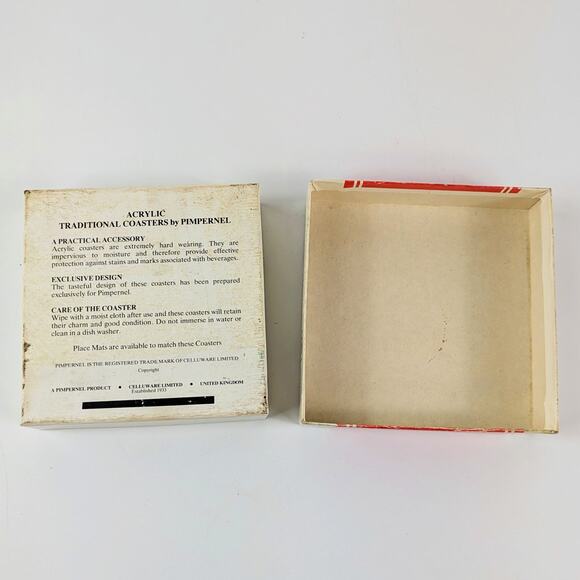 ACRYLIC
TRADITIONAL COASTERS by PIMPERNEL
A PRACTICAL ACCESSORY
Acrylic coasters are extremely hard wearing. They are
impervious to moisture and therefore provide effective
protection against stains and marks associated with beverages.
EXCLUSIVE DESIGN
The tasteful design of these coasters has been prepared
exclusively for Pimpernel.
CARE OF THE COASTER
Wipe with a moist cloth after use and these coasters will retain
their charm and good condition. Do not immerse in water or
clean in a dish washer.
Place Mats are available to match these Coasters
PIMPERNEL IS THE REGISTERED TRADE MARK OF CELLUWARE LIMITED
Copyright
A PIMPERNEL PRODUCT • CELLUWARE LIMITED • UNITED KINGDOM
Established 1933